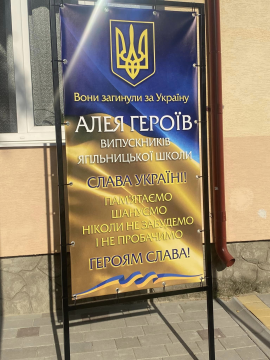 Вони загинули за Україну
АЛЕЯ ГЕРОЇВ
ВИПУСКНИКІВ
ЯПЛЬНИЦЬКОЇ ШКОЛИ
СЛАВА УКРАЇНІ!
ПАМ'ЯТАЄМО
ШАНУЄМО
НІКОЛИ НЕ ЗАБУДЕМО
І НЕ ПРОБАЧИМО
ГЕРОЯМ СЛАВА!